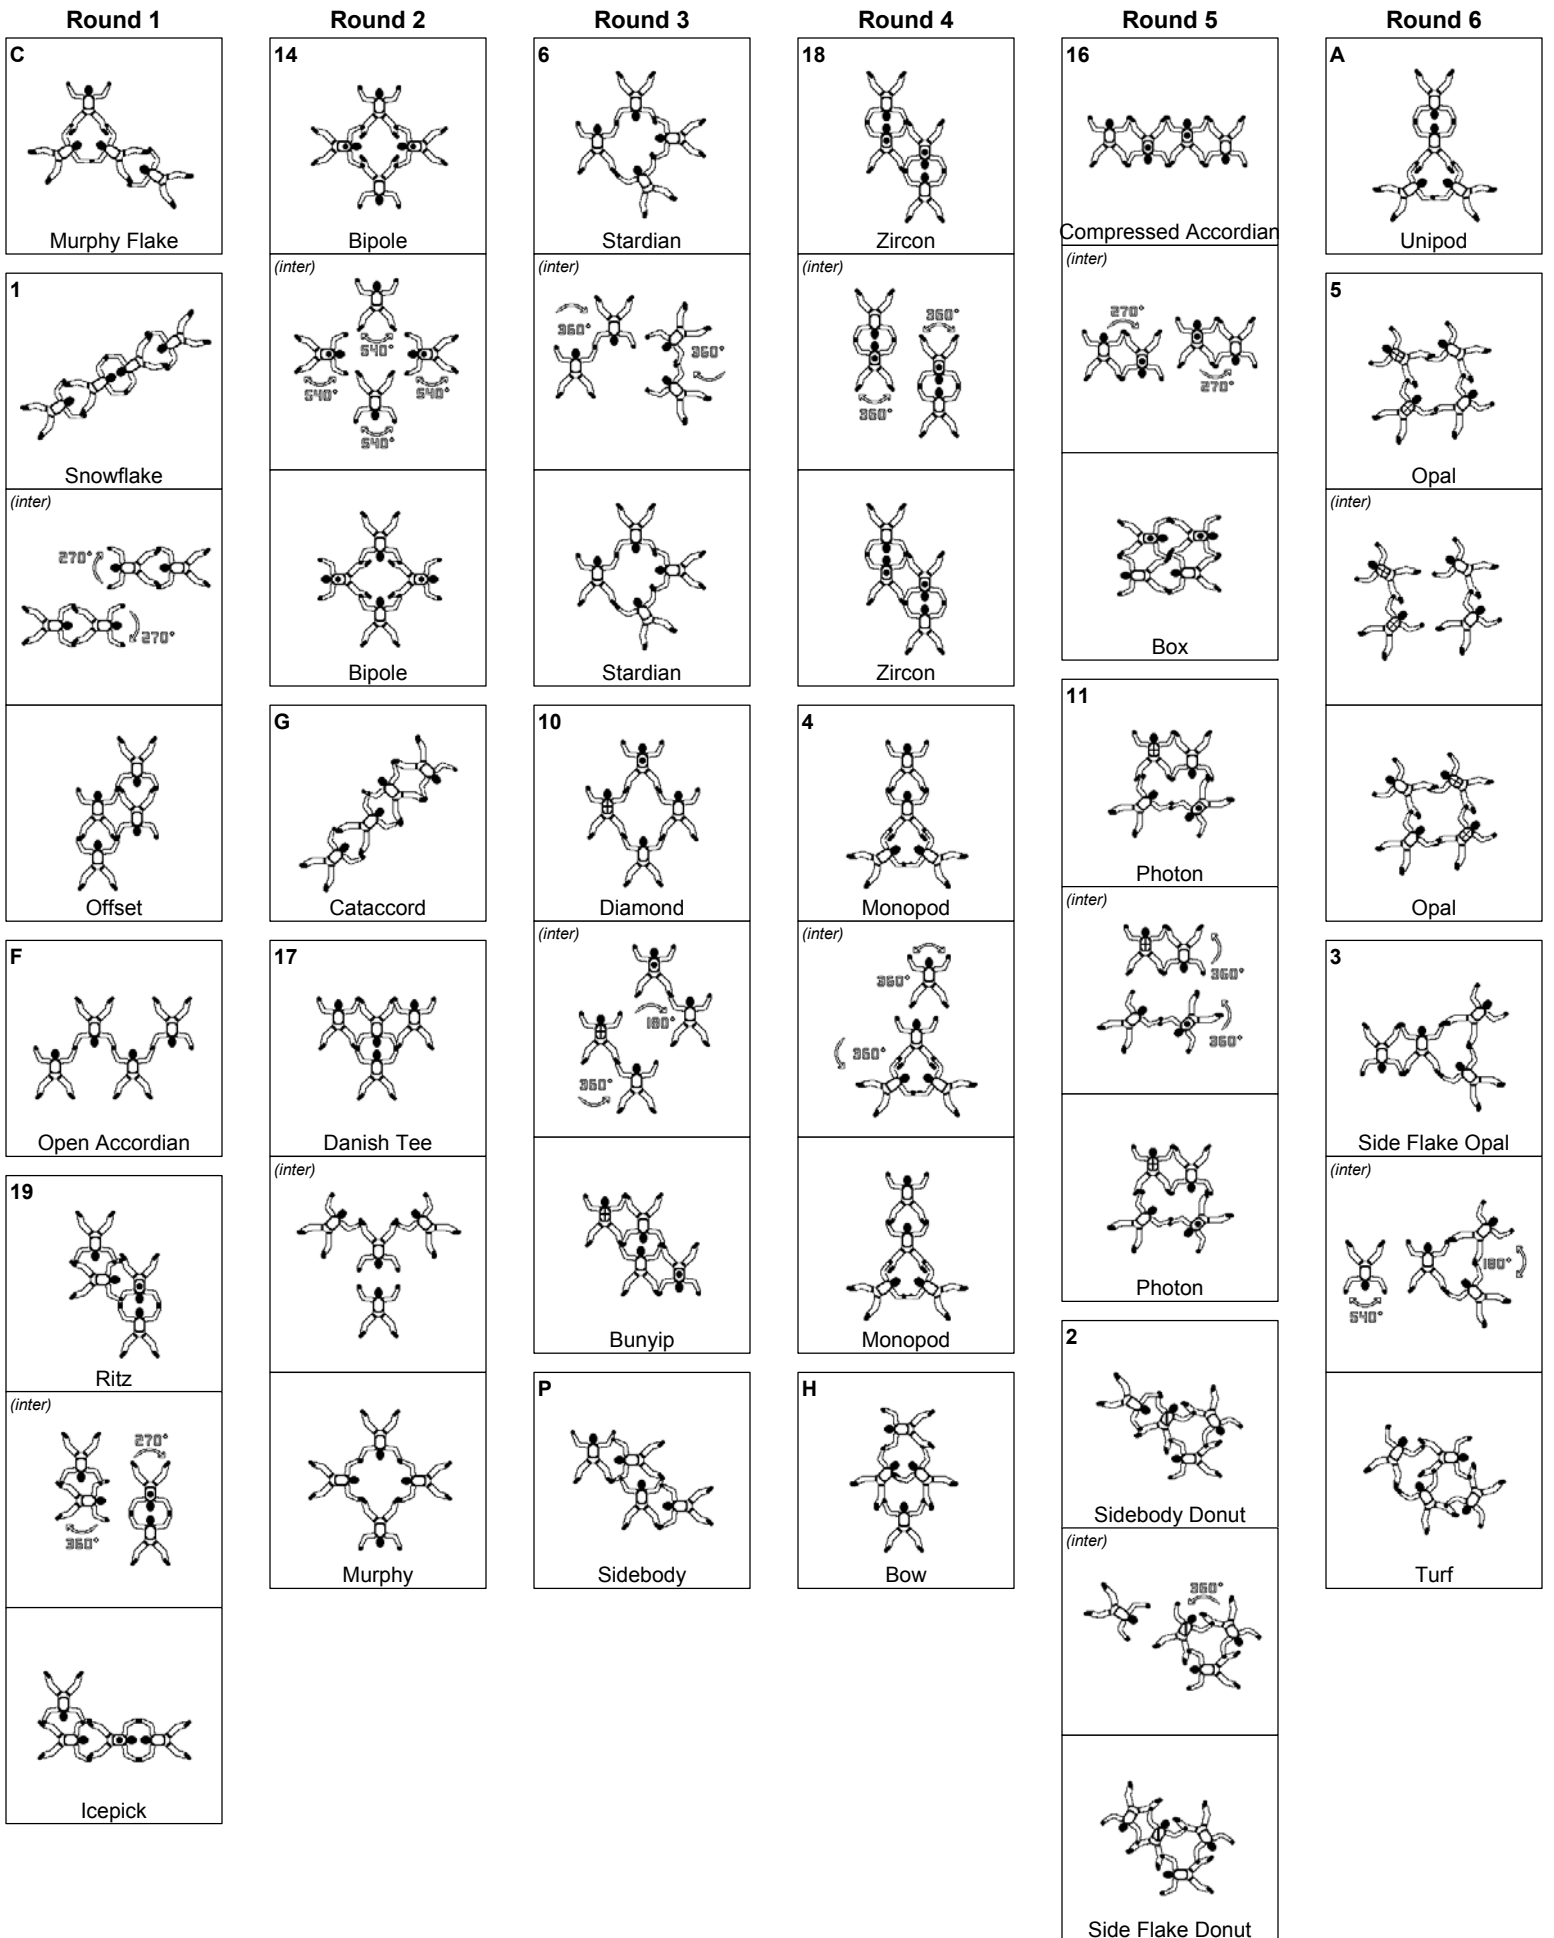 Round 1
C
Murphy Flake
1
Snowflake
(inter)
270°
270°
Offset
F
Open Accordian
19
Ritz
(inter)
270°
360°
Icepick
Round 2
14
Bipole
(inter)
540°
540°
540°
540°
Bipole
G
Cataccord
17
Danish Tee
(inter)
Murphy
Round 3
6
Stardian
(inter)
360°
360°
Stardian
10
Diamond
(inter)
180°
360°
Bunyip
P
Sidebody
Round 4
18
Zircon
(inter)
360°
360°
Zircon
4
Monopod
(inter)
360°
360°
Monopod
H
Bow
Round 5
16
Compressed Accordian
(inter)
270°
270°
Box
11
Photon
(inter)
360°
360°
Photon
2
Sidebody Donut
(inter)
360°
Side Flake Donut
Round 6
A
Unipod
5
Opal
(inter)
Opal
3
Side Flake Opal
(inter)
180°
540°
Turf